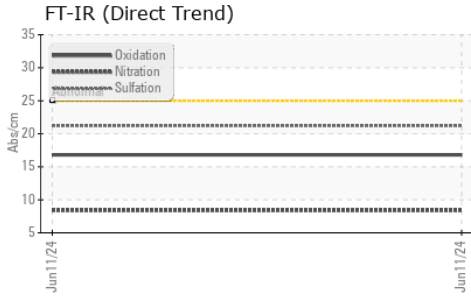 FT-IR (Direct Trend)
35
30
25
20
15
10
5
Abs/cm
Oxidation
Nitration
Sulfation
Abnormal
Jun11/24
Jun11/24